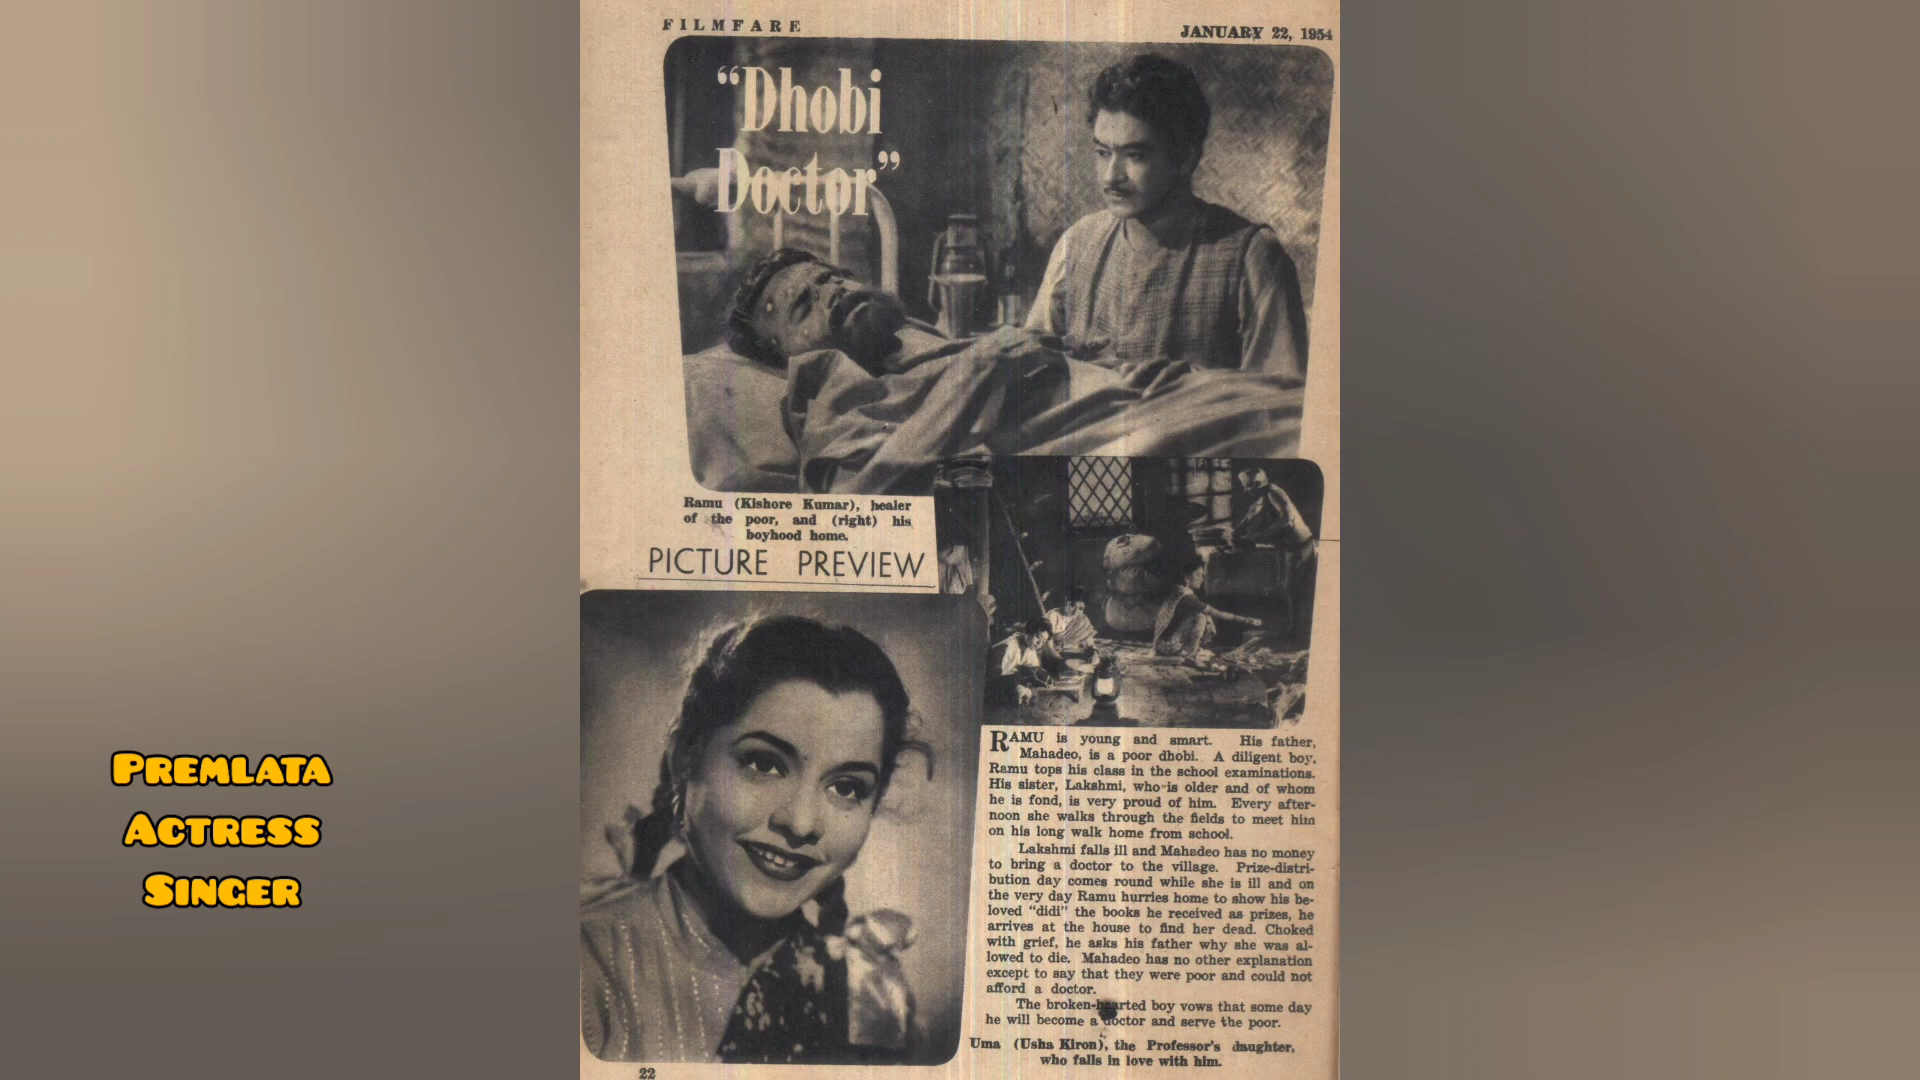 FILMFARE
JANUARY 22, 1954
"Dhobi
Doctor"
Ramu (Kishore Kumar), healer
of the poor, and (right) his
boyhood home.
PICTURE PREVIEW
RAMU is young and smart. His father,
Mahadeo, is a poor dhobi. A diligent boy,
Ramu tops his class in the school examinations.
His sister, Lakshmi, who is older and of whom
he is fond, is very proud of him. Every after-
noon she walks through the fields to meet him
on his long walk home from school.
Lakshmi falls ill and Mahadeo has no money
to bring a doctor to the village. Prize-distri-
bution day comes round while she is ill and on
the very day Ramu hurries home to show his be-
loved "didi" the books he received as prizes, he
arrives at the house to find her dead. Choked
with grief, he asks his father why she was al-
lowed to die. Mahadeo has no other explanation
except to say that they were poor and could not
afford a doctor.
The broken-hearted boy vows that some day
he will become a doctor and serve the poor.
Uma (Usha Kiron), the Professor's daughter,
who falls in love with him.
22
PREMLATA
ACTRESS
SINGER